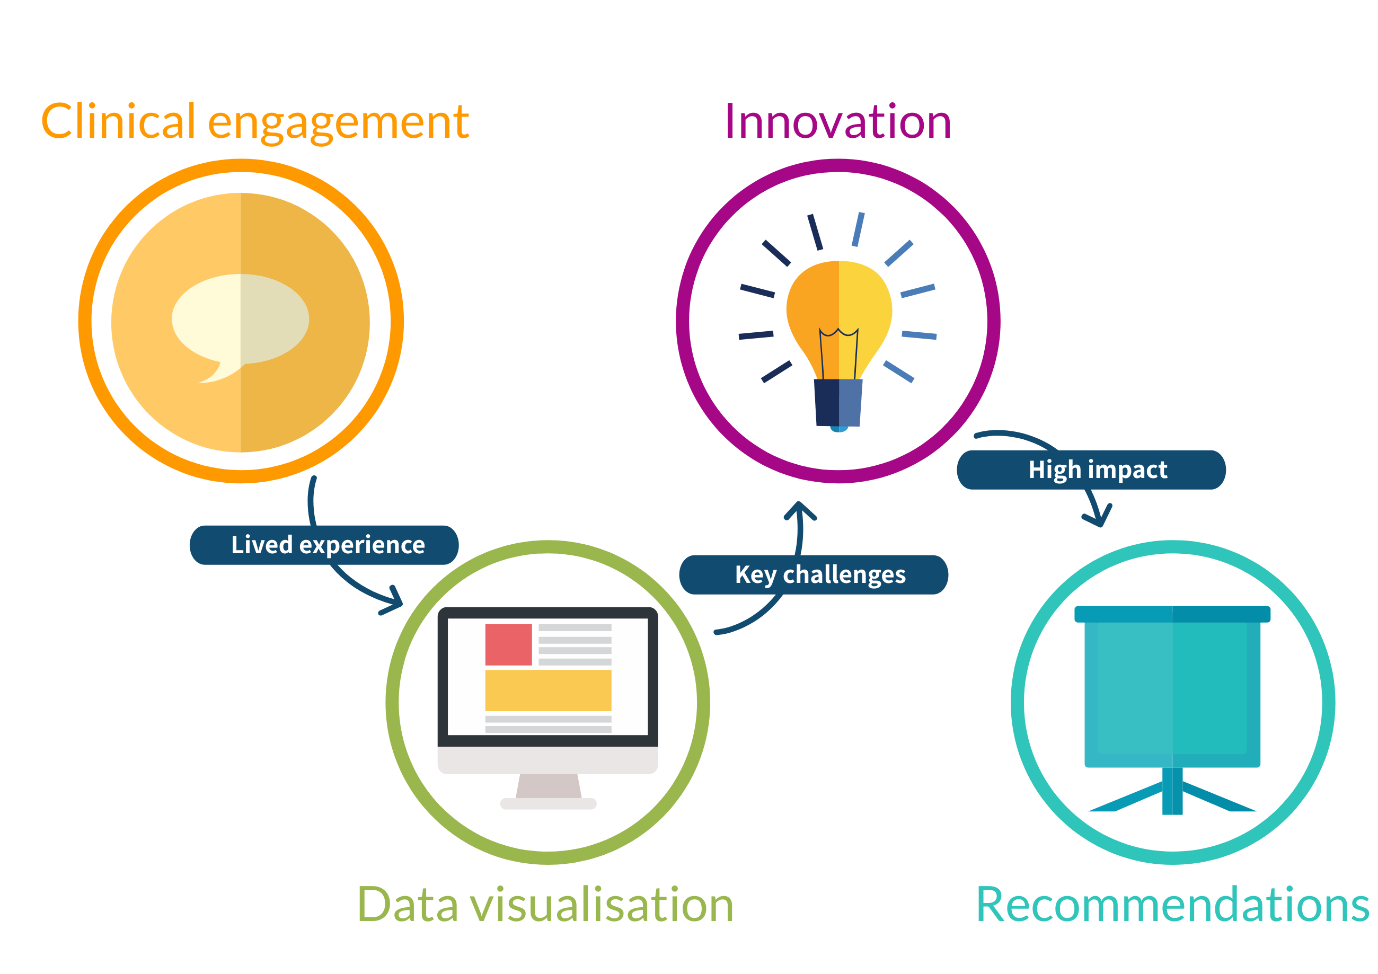 Clinical engagement
Innovation
High impact
Lived experience
Key challenges
Data visualisation
Recommendations